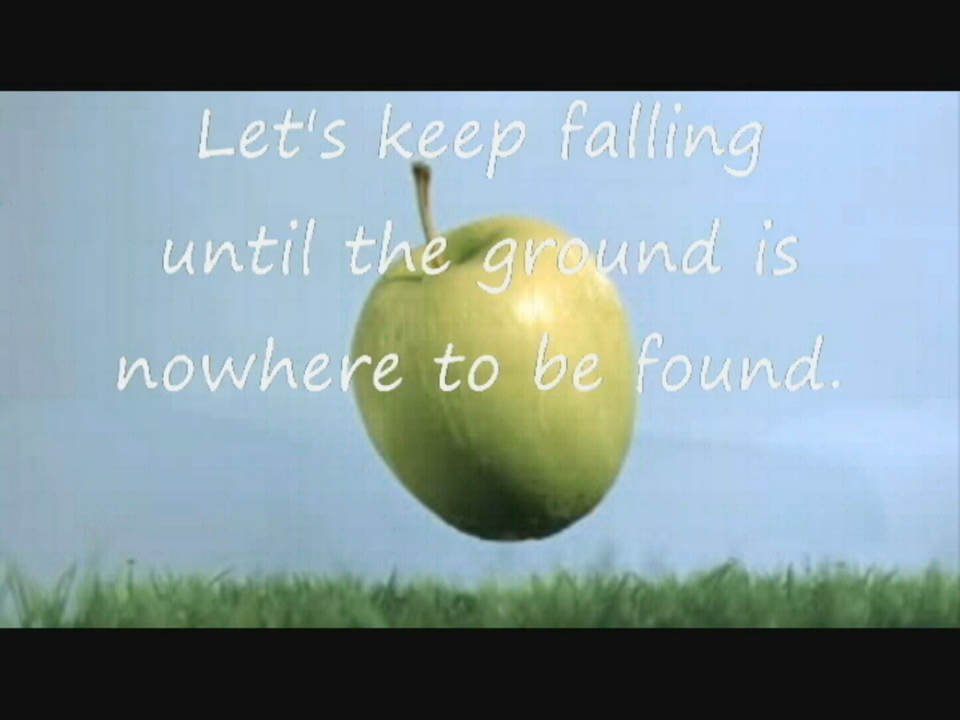 Let's keep falling
until the ground is
nowhere to be found.